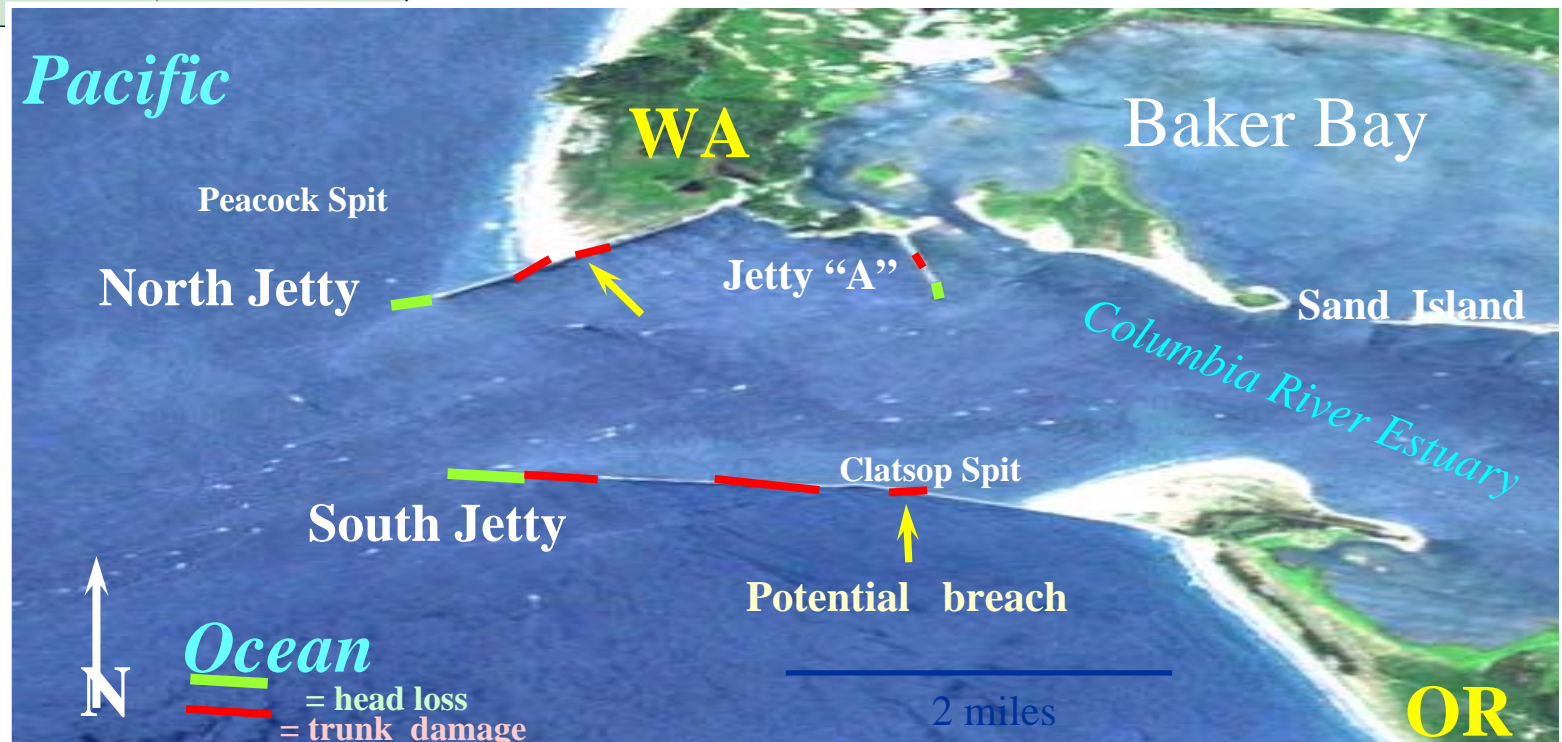 Pacific
WA
Baker Bay
Peacock Spit
North Jetty
Jetty “A”
Sand Island
Columbia River Estuary
Clatsop Spit
South Jetty
Potential breach
Ocean
N
= head loss
= trunk damage
2 miles
OR